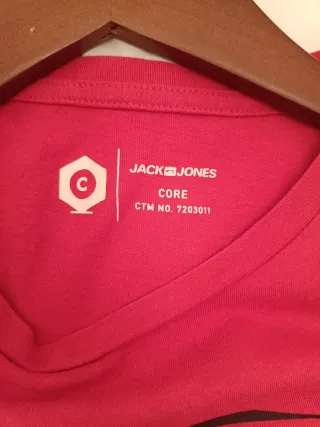 C
JACK & JONES
CORE
CTM NO. 7203011